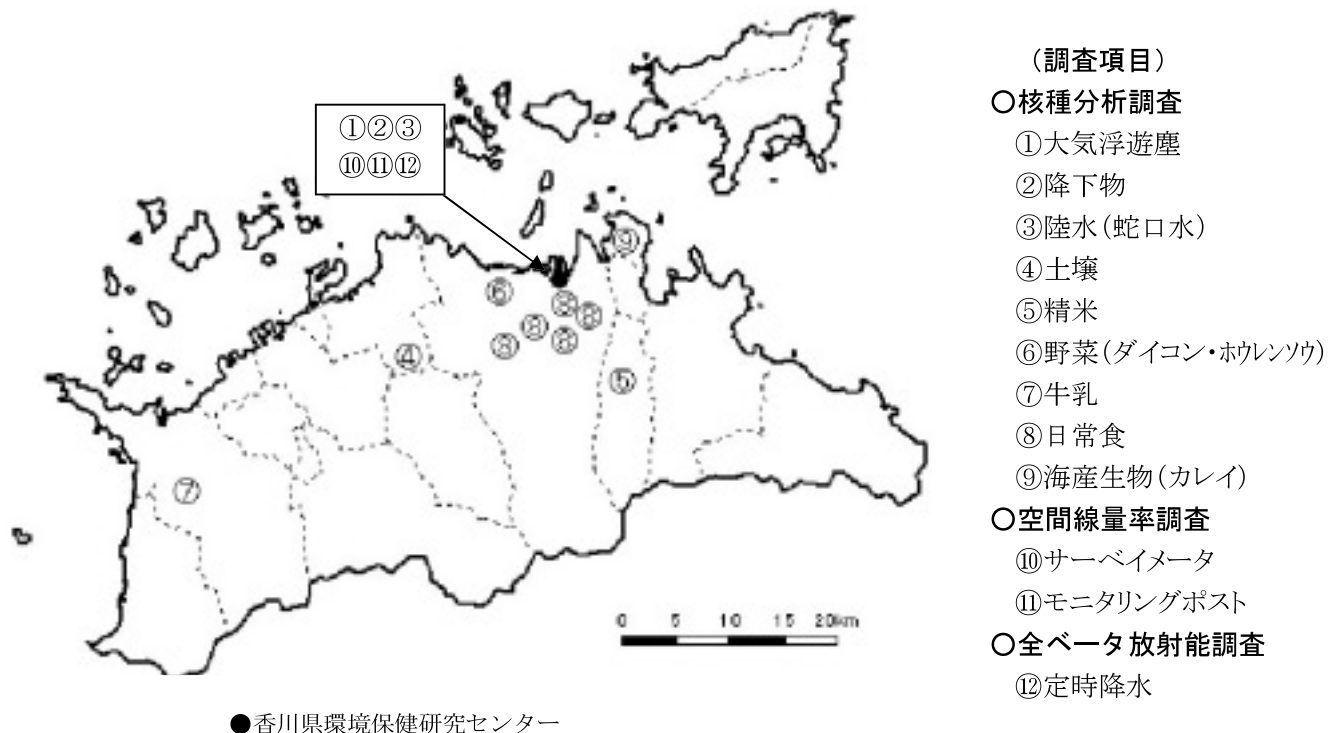 ①②③
⑩⑪⑫
⑨
⑥
⑧
⑧
⑧
⑧
⑧
④
⑤
⑦
0 5 10 15 20km
●香川県環境保健研究センター
（調査項目）
○核種分析調査
①大気浮遊塵
②降下物
③陸水（蛇口水）
④土壌
⑤精米
⑥野菜（ダイコン・ホウレンソウ）
⑦牛乳
⑧日常食
⑨海産生物（カレイ）
○空間線量率調査
⑩サーベイメータ
⑪モニタリングポスト
○全ベータ放射能調査
⑫定時降水